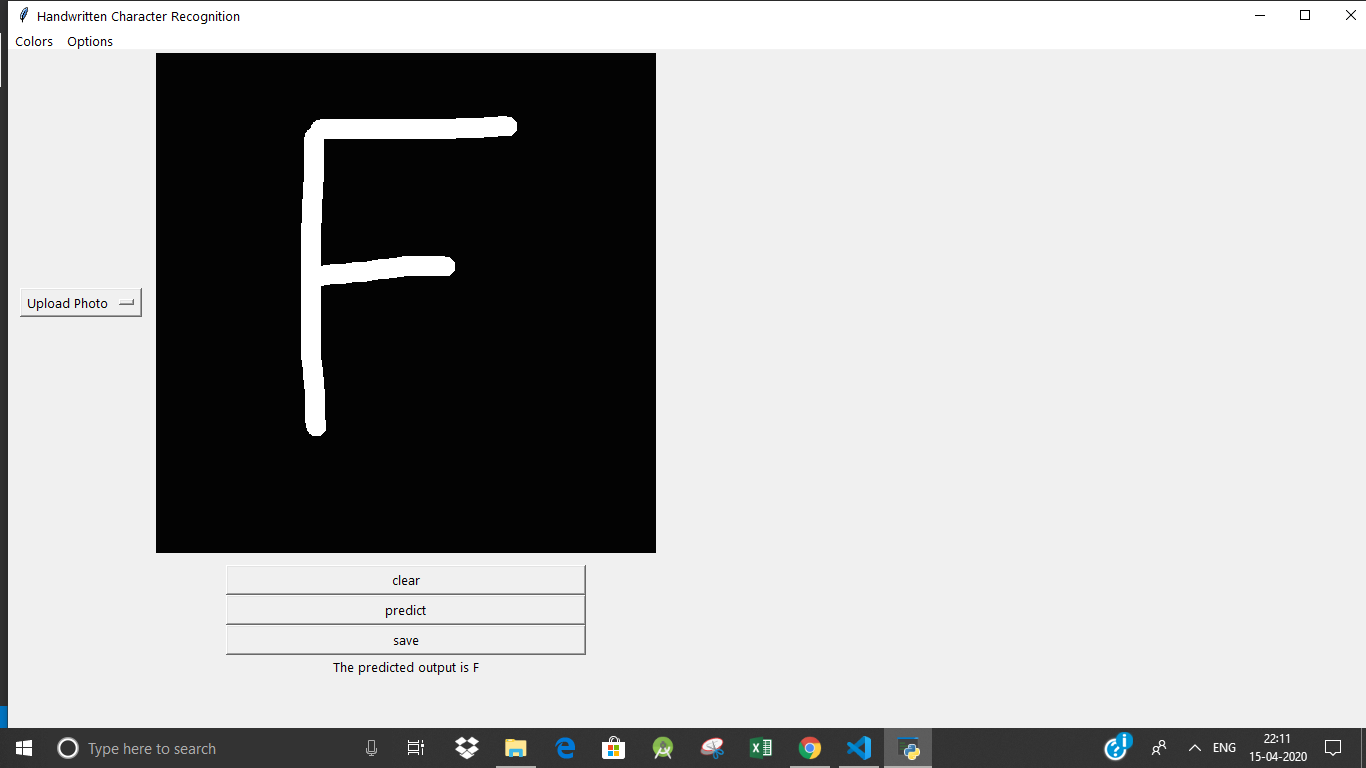 Handwritten Character Recognition
Colors Options
F
Upload Photo
clear
predict
save
The predicted output is F
Type here to search
ENG
22:11
15-04-2020